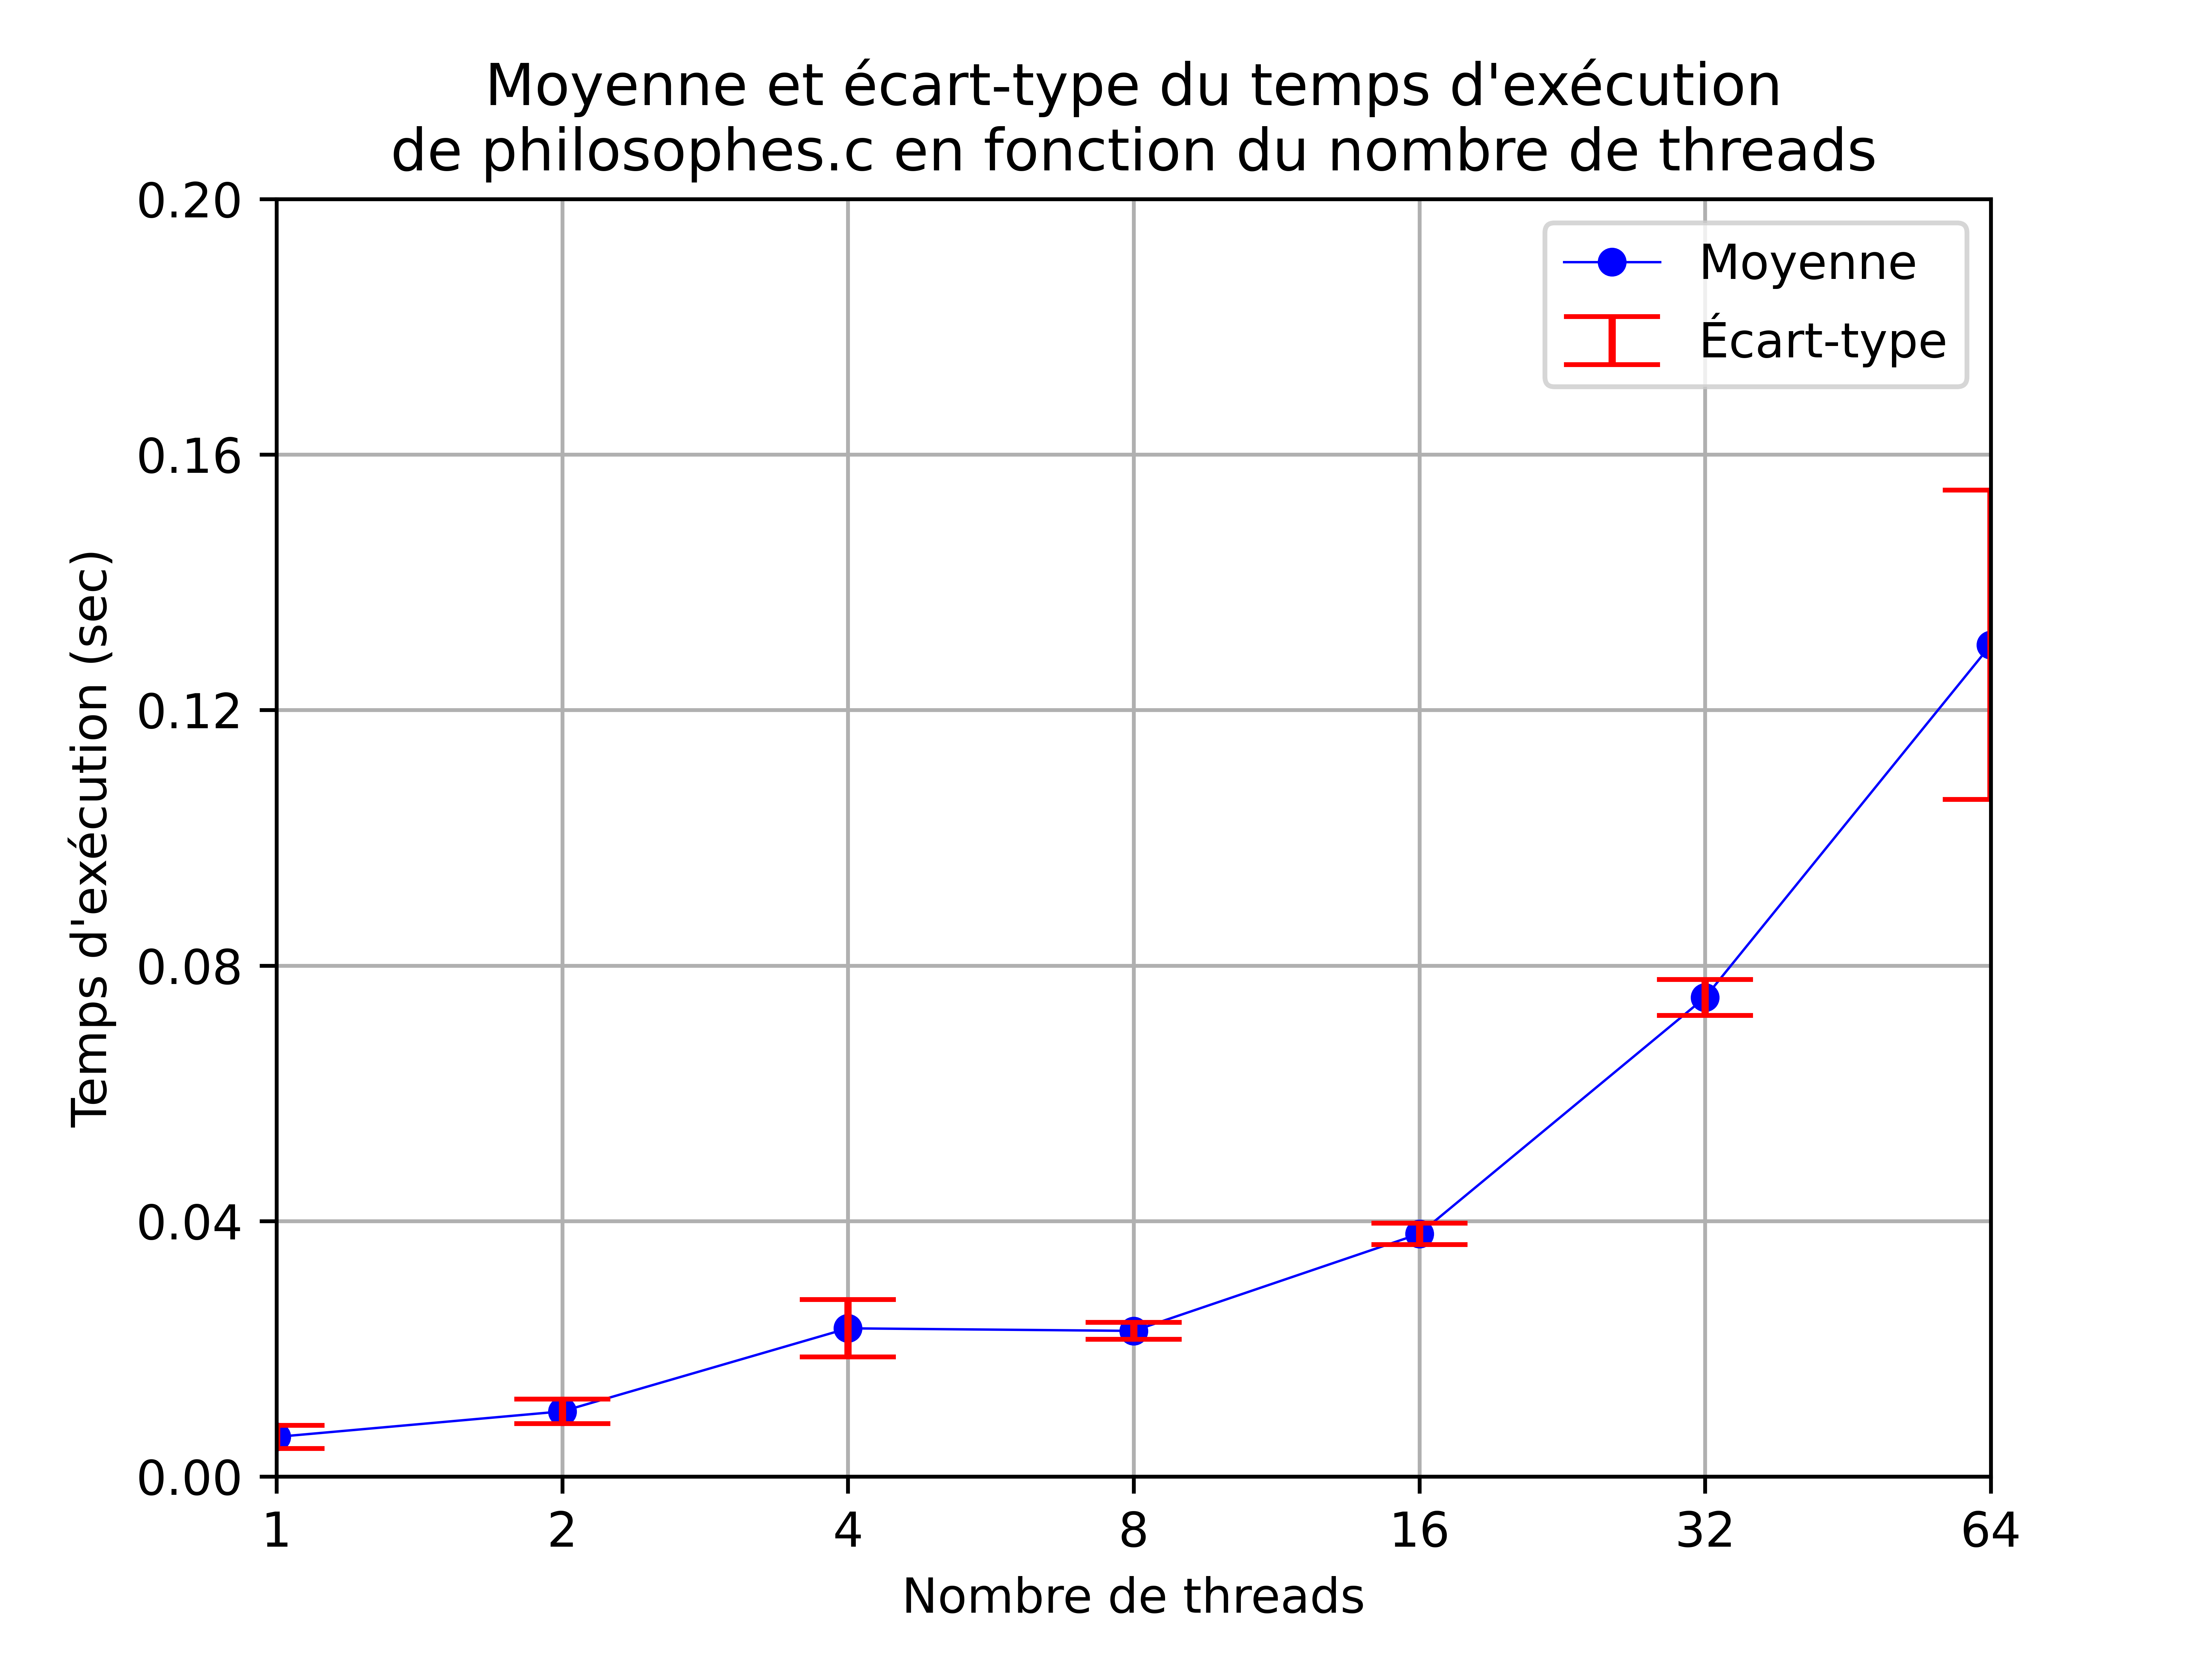 Moyenne et écart-type du temps d'exécution
de philosophes.c en fonction du nombre de threads
Moyenne
Écart-type
Temps d'exécution (sec)
0.20
0.16
0.12
0.08
0.04
0.00
1 2 4 8 16 32 64
Nombre de threads